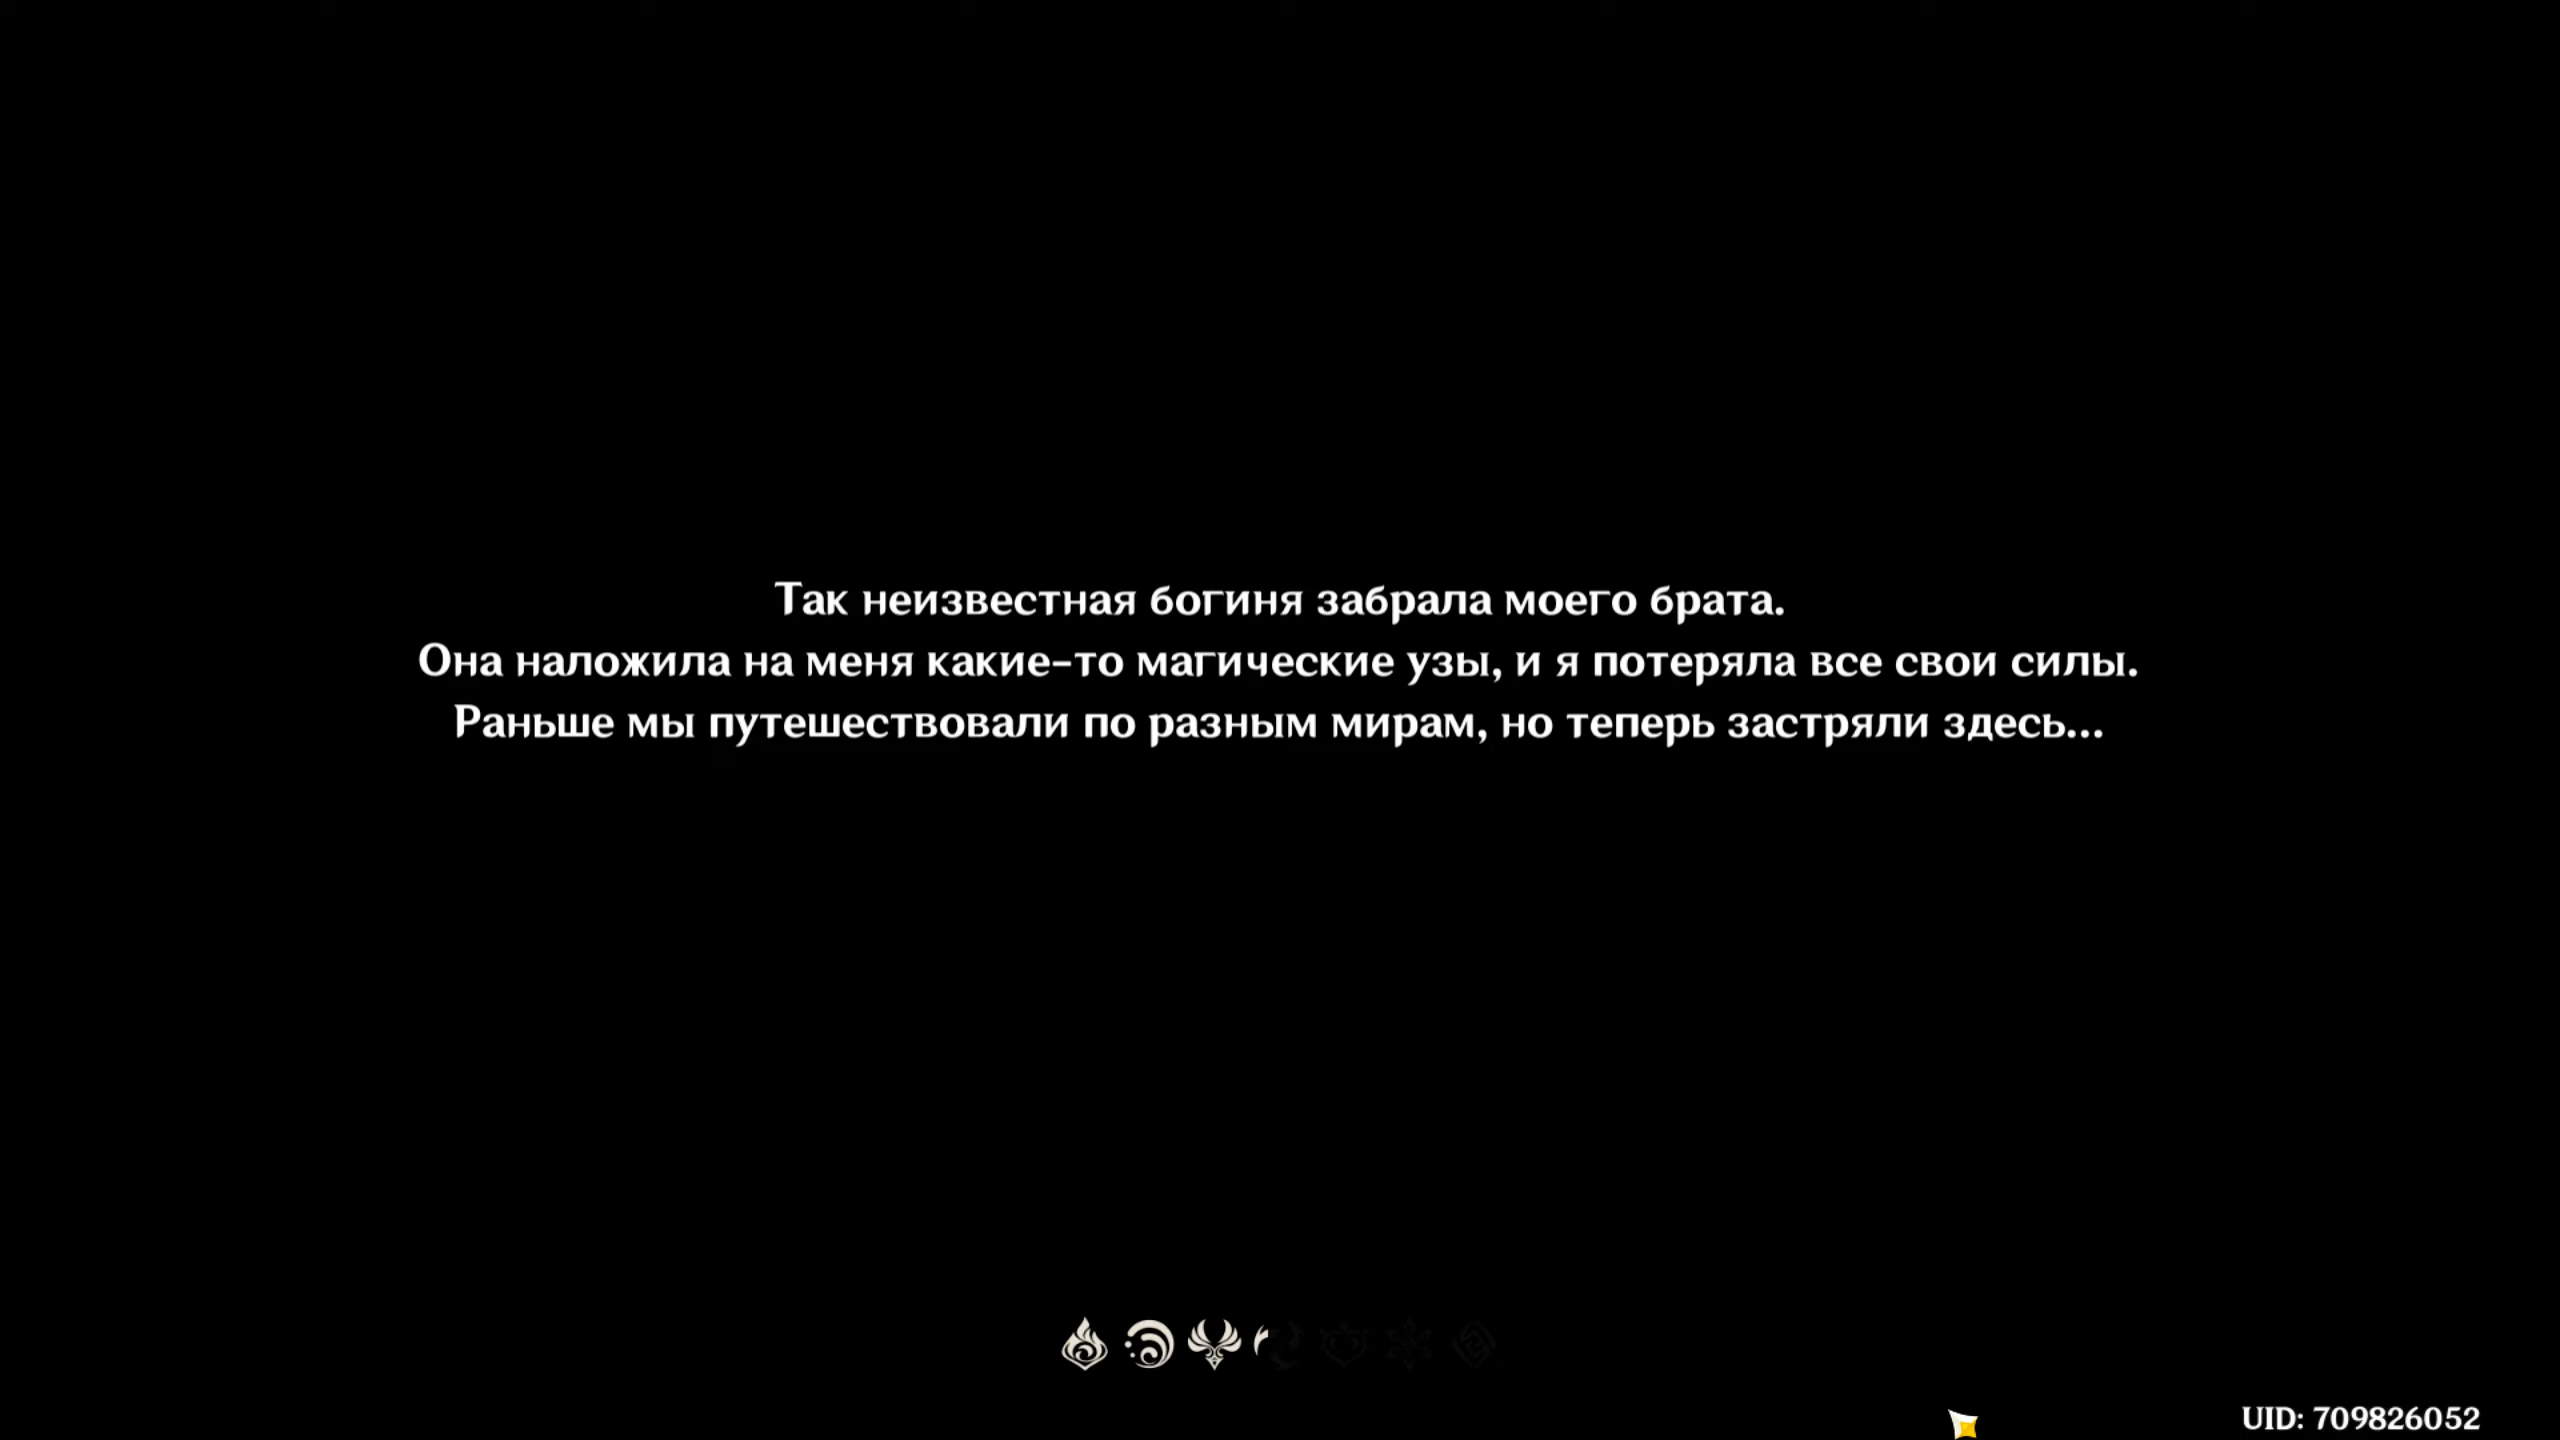 Так неизвестная богиня забрала моего брата.
Она наложила на меня какие-то магические узы, и я потеряла все свои силы.
Раньше мы путешествовали по разным мирам, но теперь застряли здесь...
UID: 709826052